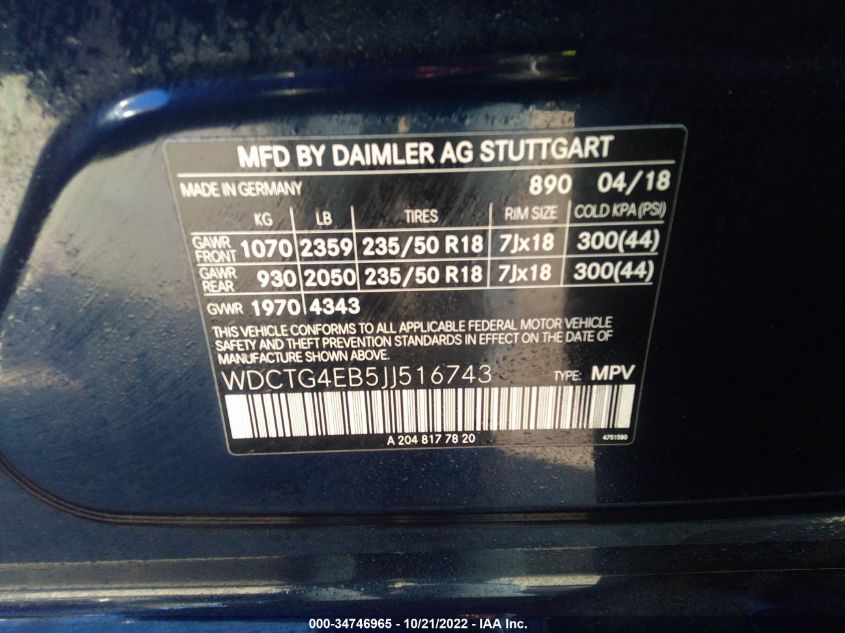 MFD BY DAIMLER AG STUTTGART
MADE IN GERMANY 890 04/18
KG LB TIRES RIM SIZE COLD KPA(PSI)
GAWR FRONT 1070 2359 235/50 R18 7Jx18 300(44)
GAWR REAR 930 2050 235/50 R18 7Jx18 300(44)
GVWR 1970 4343
THIS VEHICLE CONFORMS TO ALL APPLICABLE FEDERAL MOTOR VEHICLE
SAFETY AND THEFT PREVENTION STANDARDS IN EFFECT ON THE DATE OF
MANUFACTURE SHOWN ABOVE.
WDCTG4EB5JJ516743 TYPE: MPV
A 204 817 78 20 4751580
000-34746965 - 10/21/2022 - IAA Inc.